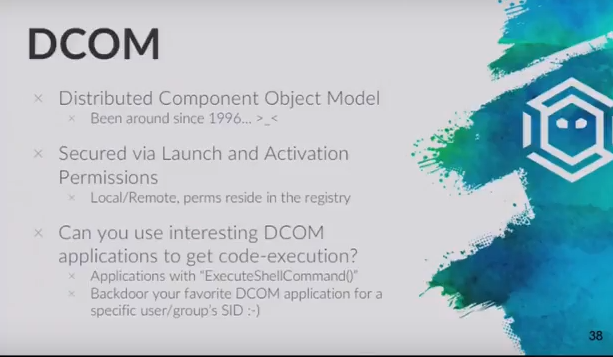 DCOM
× Distributed Component Object Model
× Been around since 1996... >_<
× Secured via Launch and Activation
Permissions
× Local/Remote, perms reside in the registry
× Can you use interesting DCOM
applications to get code-execution?
× Applications with “ExecuteShellCommand()”
× Backdoor your favorite DCOM application for a
specific user/group's SID :-)
38